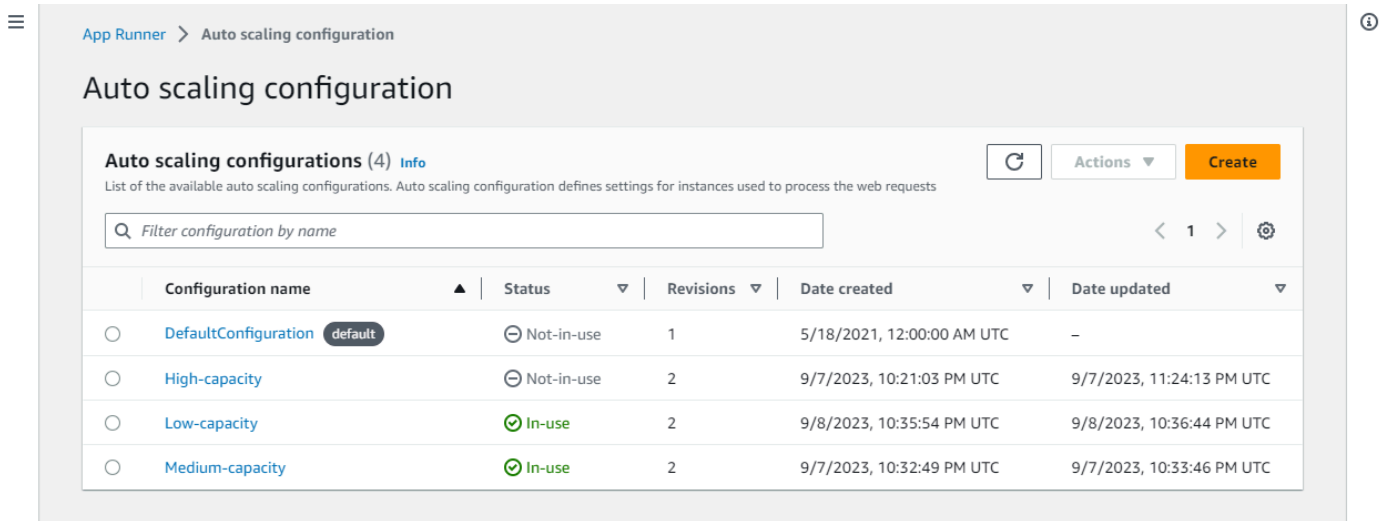 App Runner > Auto scaling configuration
Auto scaling configuration
Auto scaling configurations (4) Info
List of the available auto scaling configurations. Auto scaling configuration defines settings for instances used to process the web requests
Actions
Create
Filter configuration by name
1
Configuration name Status Revisions Date created Date updated
DefaultConfiguration default Not-in-use 1 5/18/2021, 12:00:00 AM UTC –
High-capacity Not-in-use 2 9/7/2023, 10:21:03 PM UTC 9/7/2023, 11:24:13 PM UTC
Low-capacity In-use 2 9/8/2023, 10:35:54 PM UTC 9/8/2023, 10:36:44 PM UTC
Medium-capacity In-use 2 9/7/2023, 10:32:49 PM UTC 9/7/2023, 10:33:46 PM UTC